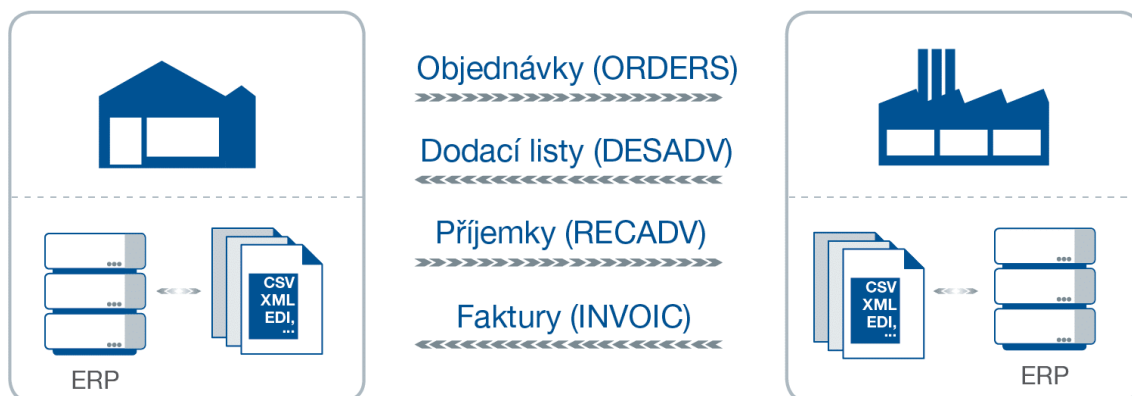 Objednávky (ORDERS)
Dodací listy (DESADV)
Příjemky (RECADV)
Faktury (INVOIC)
CSV
XML
EDI,
...
ERP
CSV
XML
EDI,
...
ERP